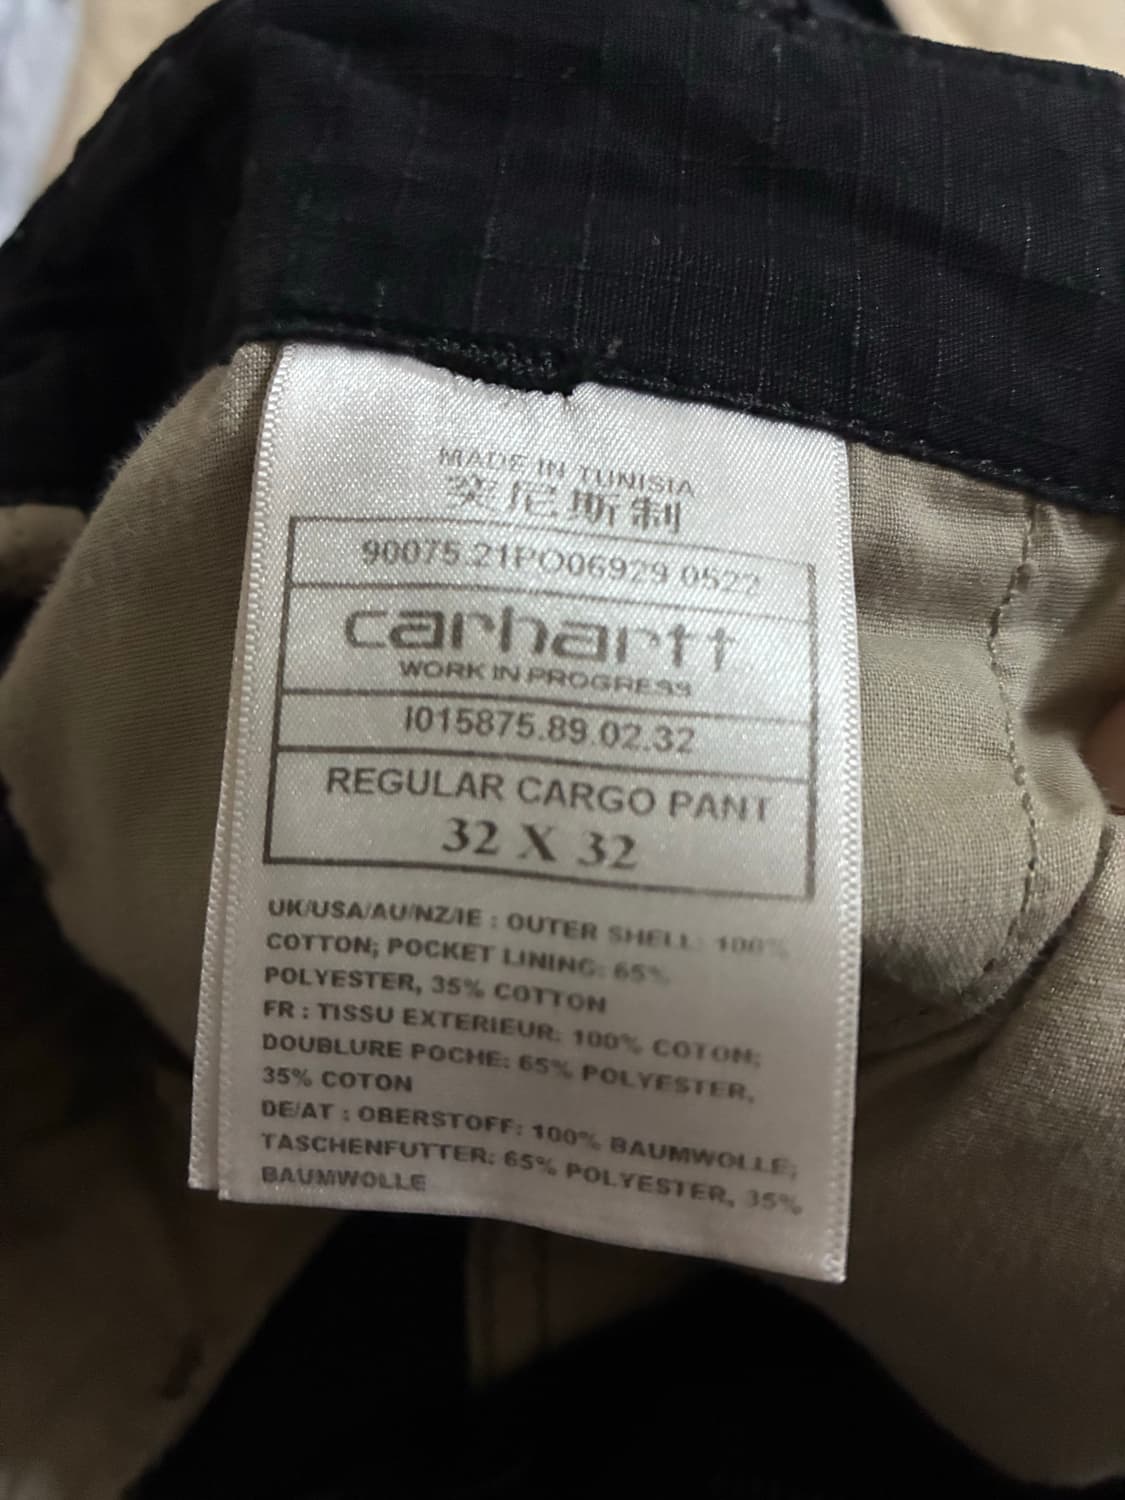 MADE IN TUNISIA
突尼斯制
90075.21PO06929 0522
carhartt
WORK IN PROGRESS
I015875.89.02.32
REGULAR CARGO PANT
32 X 32
UK/USA/AU/NZ/IE : OUTER SHELL: 100%
COTTON; POCKET LINING: 65%
POLYESTER, 35% COTTON
FR : TISSU EXTERIEUR: 100% COTON;
DOUBLURE POCHE: 65% POLYESTER,
35% COTON
DE/AT : OBERSTOFF: 100% BAUMWOLLE;
TASCHENFUTTER: 65% POLYESTER, 35%
BAUMWOLLE